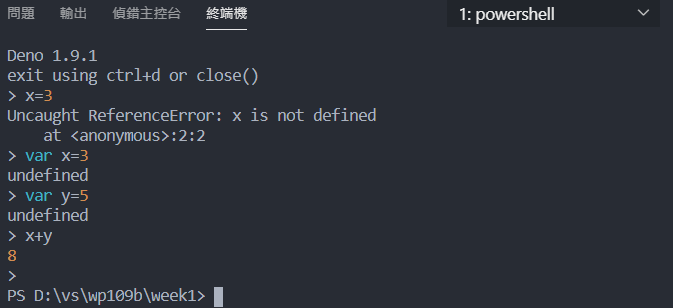 問題 輸出 偵錯主控台 終端機 1: powershell
Deno 1.9.1
exit using ctrl+d or close()
> x=3
Uncaught ReferenceError: x is not defined
    at <anonymous>:2:2
> var x=3
undefined
> var y=5
undefined
> x+y
8
>
PS D:\vs\wp109b\week1>